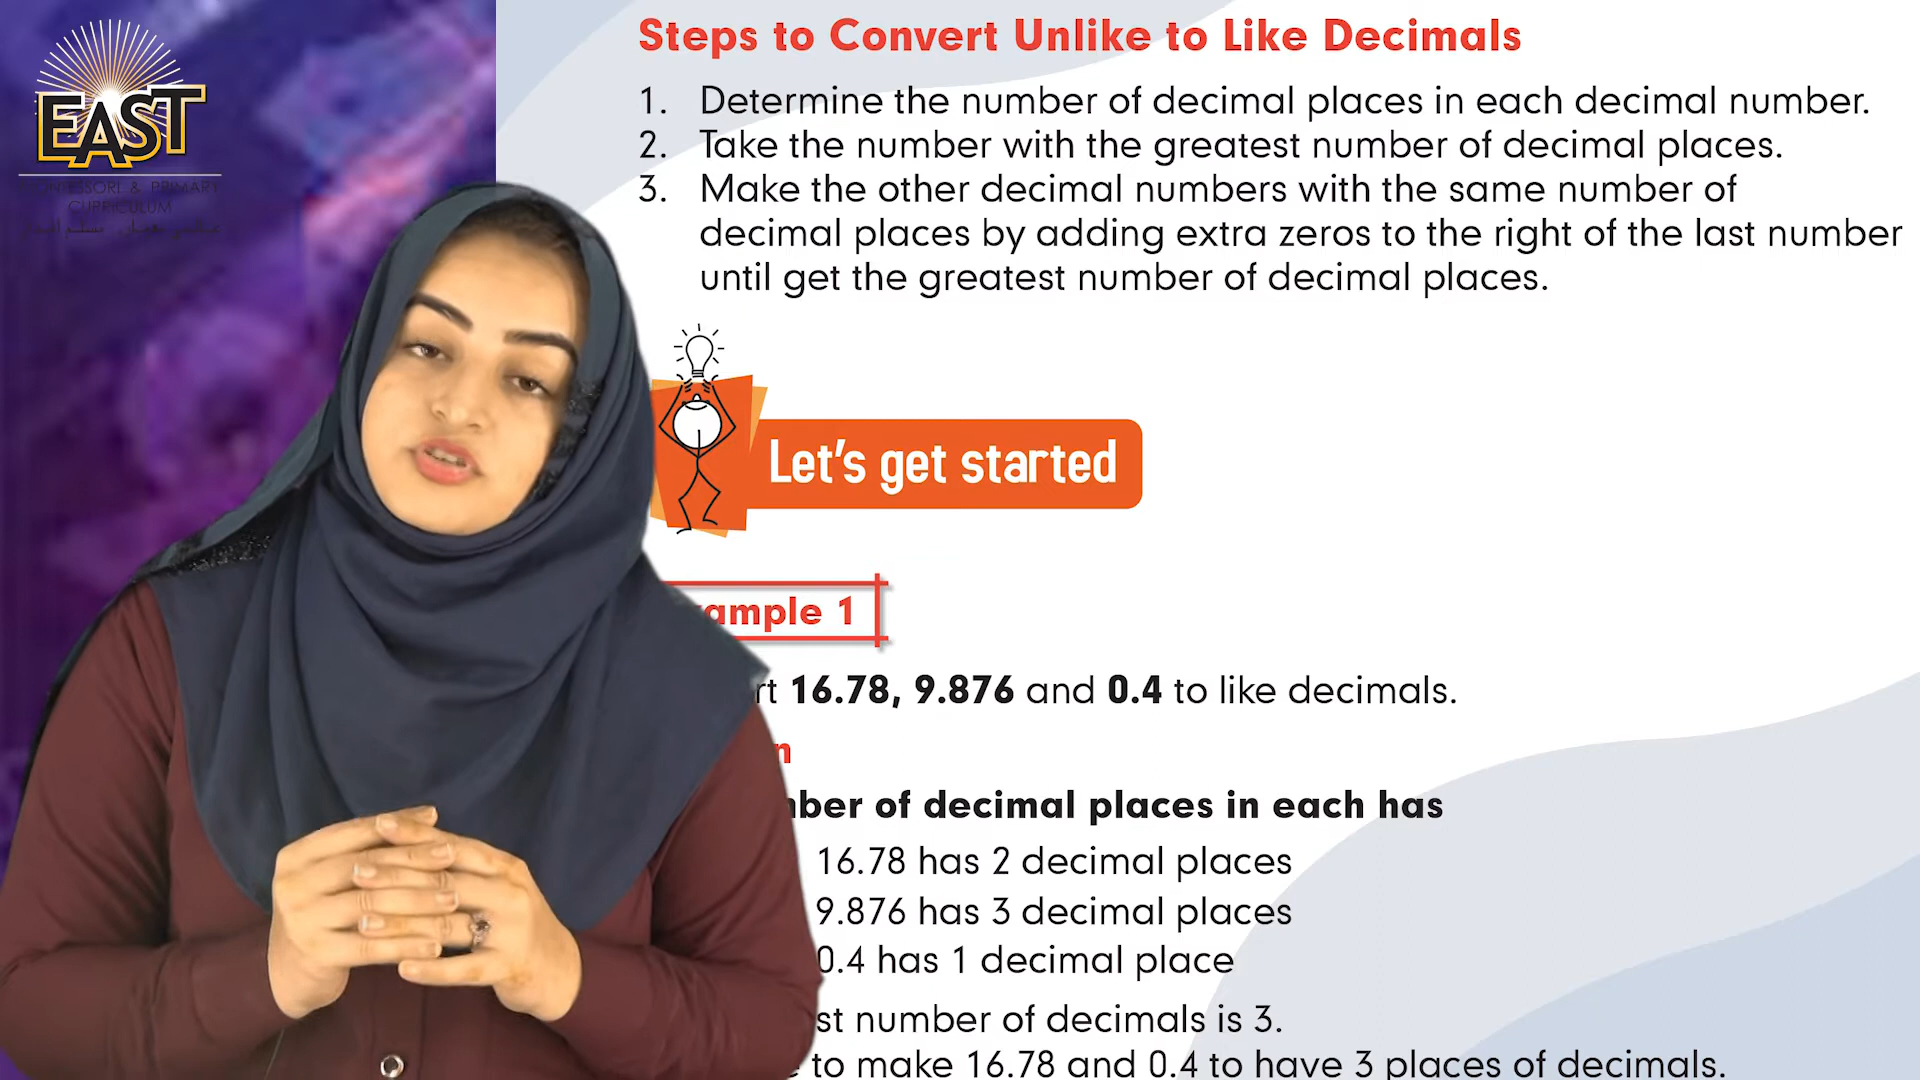 EAST
MONTESSORI & PRIMARY
CURRICULUM
Steps to Convert Unlike to Like Decimals
1. Determine the number of decimal places in each decimal number.
2. Take the number with the greatest number of decimal places.
3. Make the other decimal numbers with the same number of
decimal places by adding extra zeros to the right of the last number
until get the greatest number of decimal places.
Let's get started
ample 1
rt 16.78, 9.876 and 0.4 to like decimals.
n
ber of decimal places in each has
16.78 has 2 decimal places
9.876 has 3 decimal places
0.4 has 1 decimal place
st number of decimals is 3.
to make 16.78 and 0.4 to have 3 places of decimals.